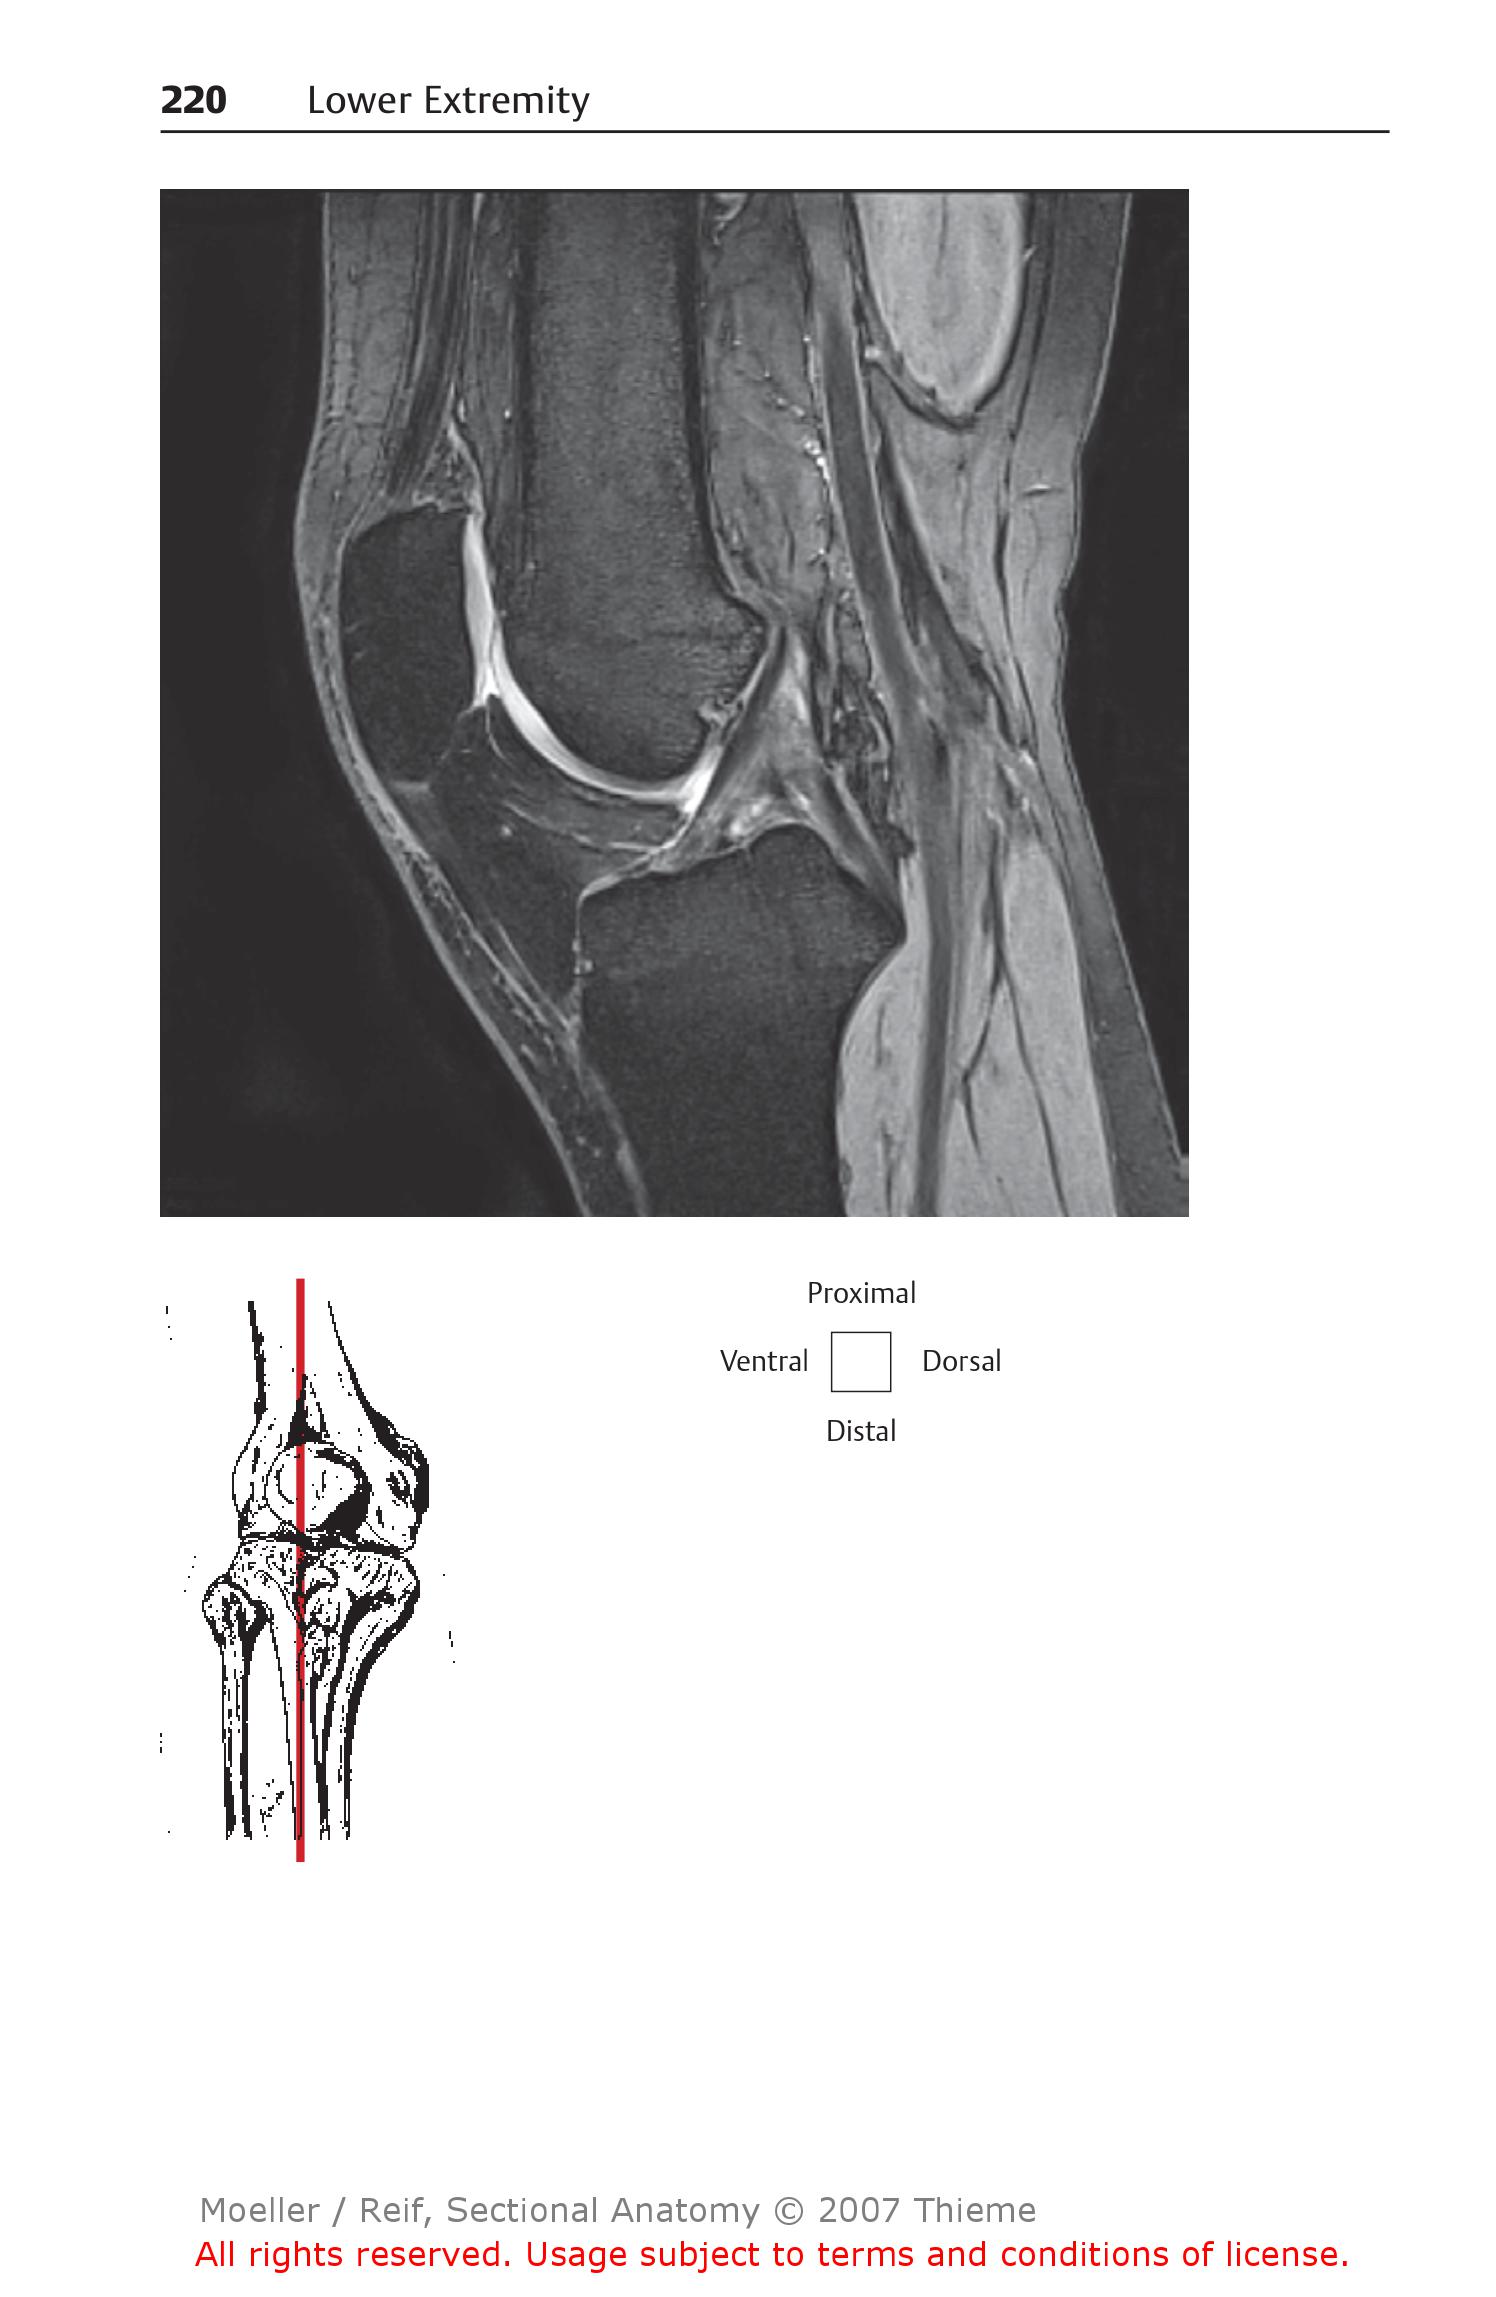 220 Lower Extremity
Proximal
Ventral Dorsal
Distal
Moeller / Reif, Sectional Anatomy © 2007 Thieme
All rights reserved. Usage subject to terms and conditions of license.